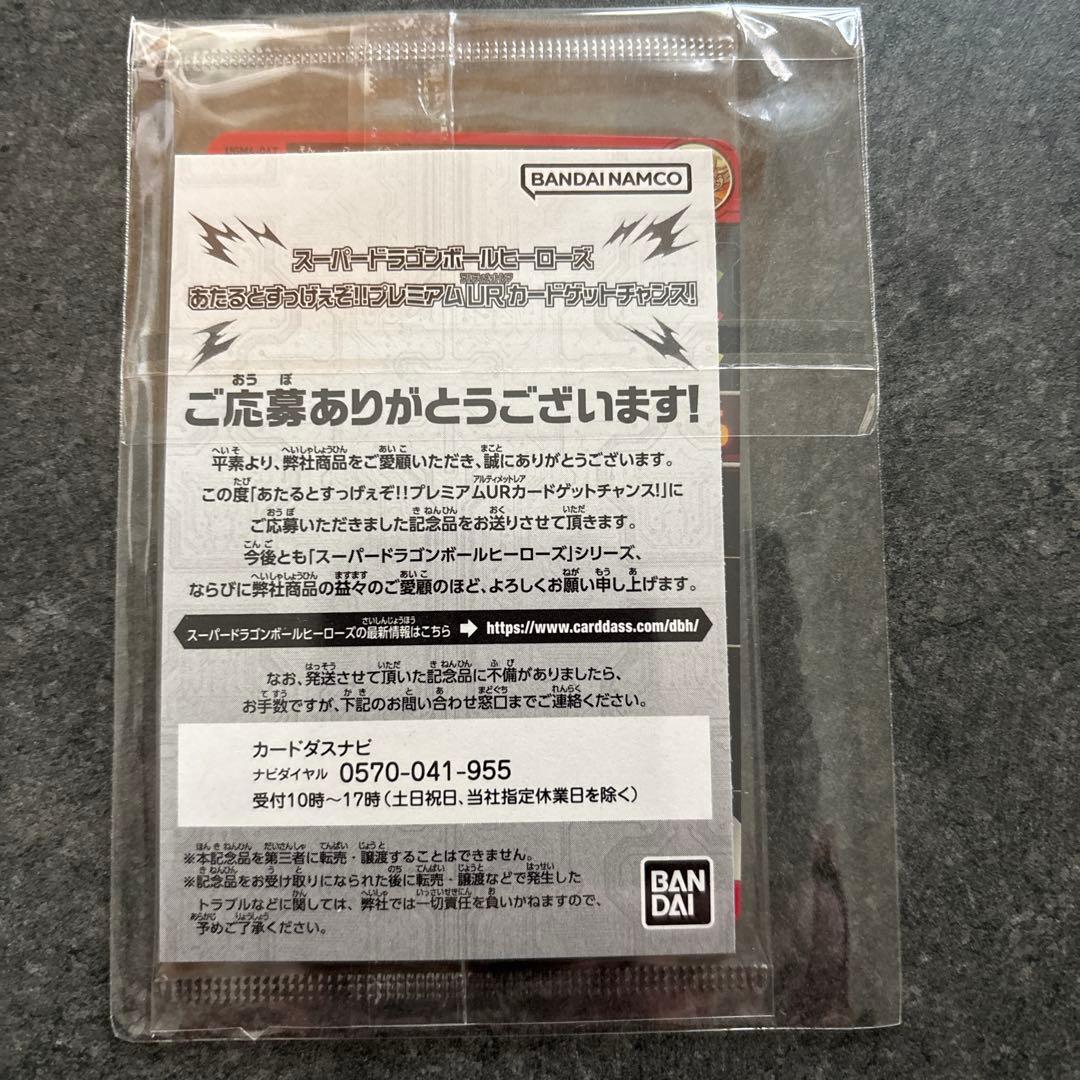 BANDAI NAMCO
スーパードラゴンボールヒーローズ
あたるとすっげぇぞ!!プレミアムURカードゲットチャンス!
ご応募ありがとうございます!
平素より、弊社商品をご愛顧いただき、誠にありがとうございます。
この度「あたるとすっげぇぞ!!プレミアムURカードゲットチャンス!」に
ご応募いただきました記念品をお送りさせて頂きます。
今後とも「スーパードラゴンボールヒーローズ」シリーズ、
ならびに弊社商品の益々のご愛顧のほど、よろしくお願い申し上げます。
スーパードラゴンボールヒーローズの最新情報はこちら ➡ https://www.carddass.com/dbh/
なお、発送させて頂いた記念品に不備がありましたら、
お手数ですが、下記のお問い合わせ窓口までご連絡ください。
カードダスナビ
ナビダイヤル 0570-041-955
受付10時～17時（土日祝日、当社指定休業日を除く）
※本記念品を第三者に転売・譲渡することはできません。
※記念品をお受け取りになられた後に転売・譲渡などで発生した
トラブルなどに関しては、弊社では一切責任を負いかねますので、
予めご了承ください。
BAN
DAI